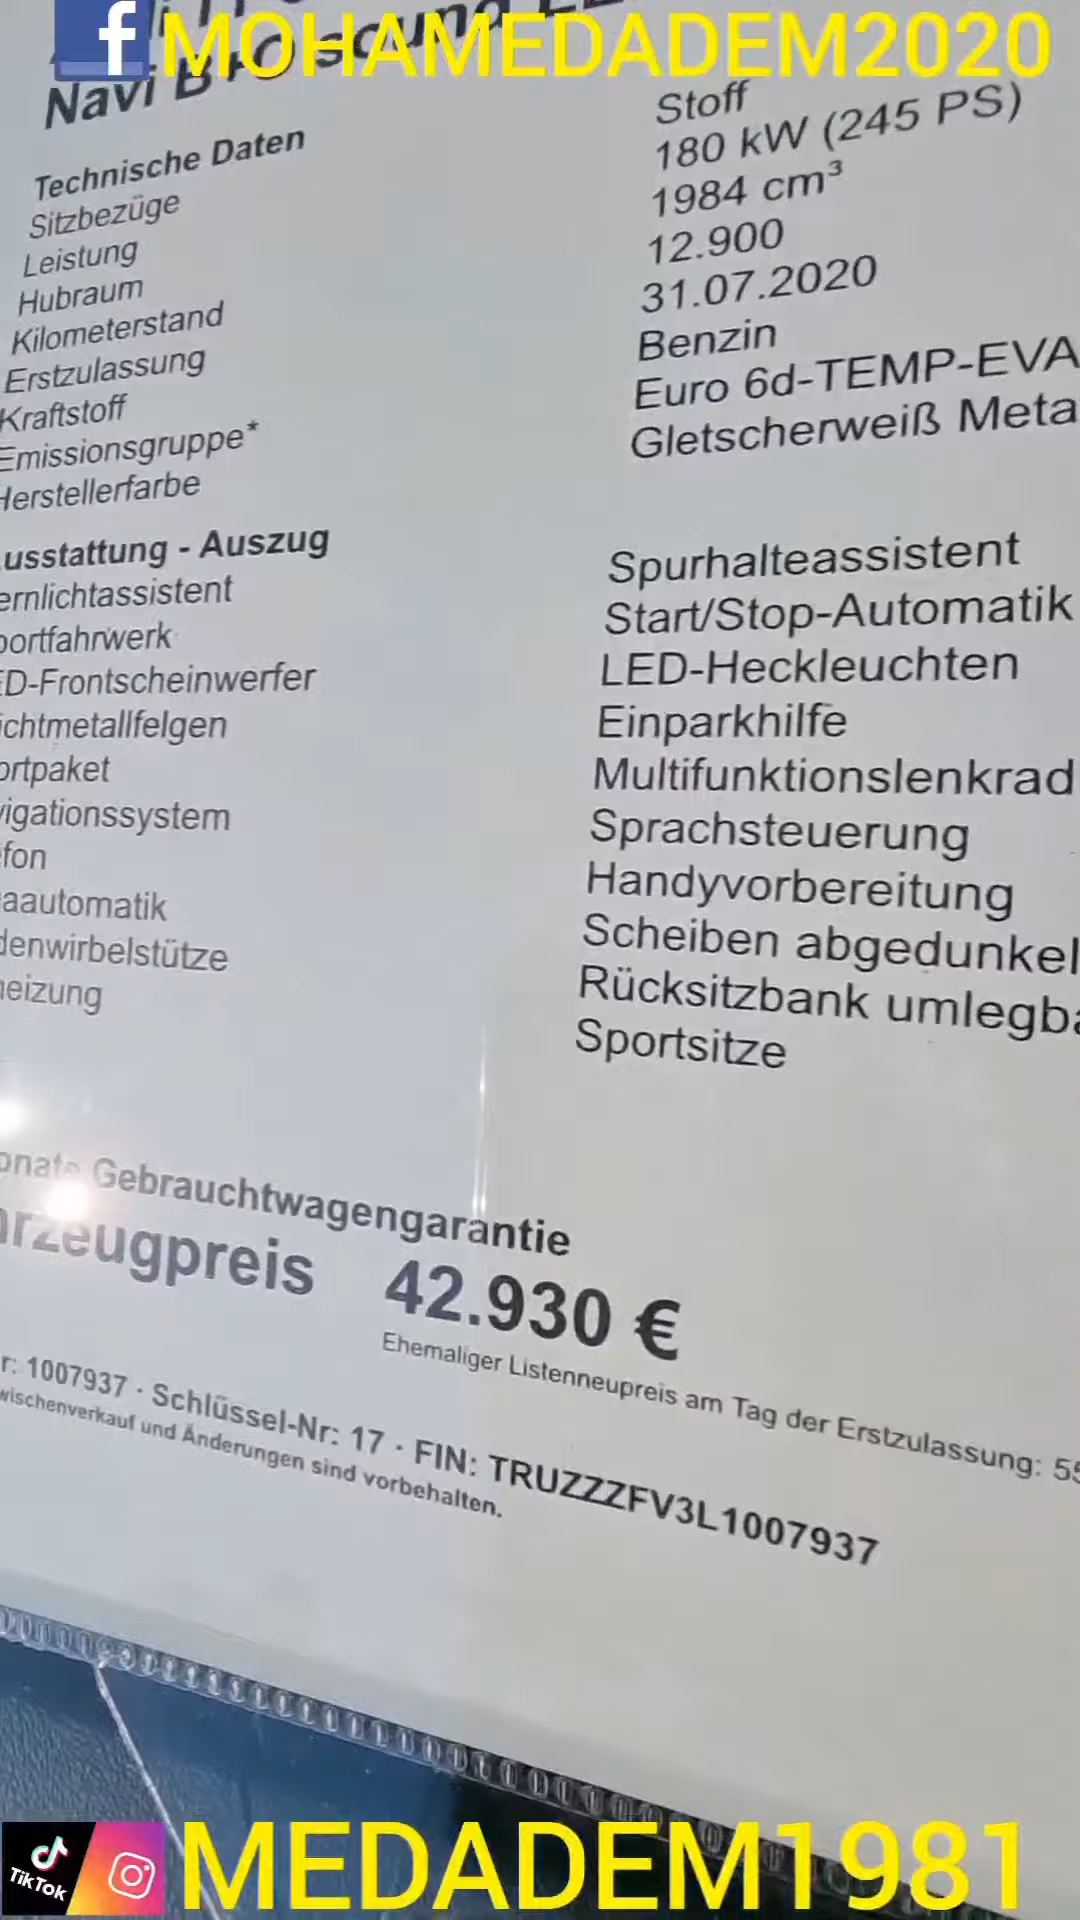 MOHAMEDADEM2020
Navi B+O sound
Technische Daten
Sitzbezüge Stoff
Leistung 180 kW (245 PS)
Hubraum 1984 cm³
Kilometerstand 12.900
Erstzulassung 31.07.2020
Kraftstoff Benzin
Emissionsgruppe* Euro 6d-TEMP-EVA
Herstellerfarbe Gletscherweiß Meta
usstattung - Auszug
ernlichtassistent Spurhalteassistent
portfahrwerk Start/Stop-Automatik
ED-Frontscheinwerfer LED-Heckleuchten
ichtmetallfelgen Einparkhilfe
ortpaket Multifunktionslenkrad
vigationssystem Sprachsteuerung
fon Handyvorbereitung
aautomatik Scheiben abgedunkel
denwirbelstütze Rücksitzbank umlegba
heizung Sportsitze
onate Gebrauchtwagengarantie
hrzeugpreis 42.930 €
Ehemaliger Listenneupreis am Tag der Erstzulassung: 55
r: 1007937 · Schlüssel-Nr: 17 · FIN: TRUZZZFV3L1007937
wischenverkauf und Änderungen sind vorbehalten.
TikTok MEDADEM1981